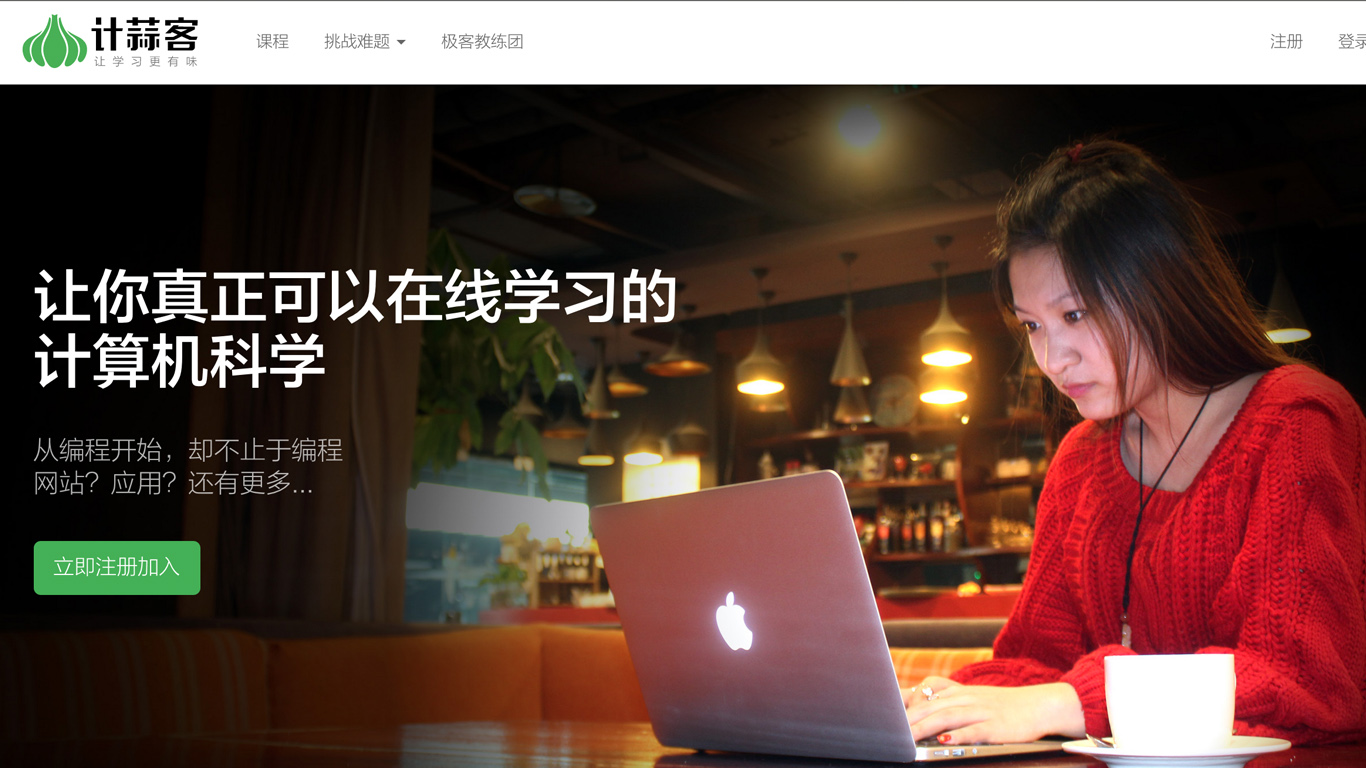 计蒜客
让学习更有味
课程
挑战难题
极客教练团
注册
登录
让你真正可以在线学习的
计算机科学
从编程开始，却不止于编程
网站？应用？还有更多...
立即注册加入